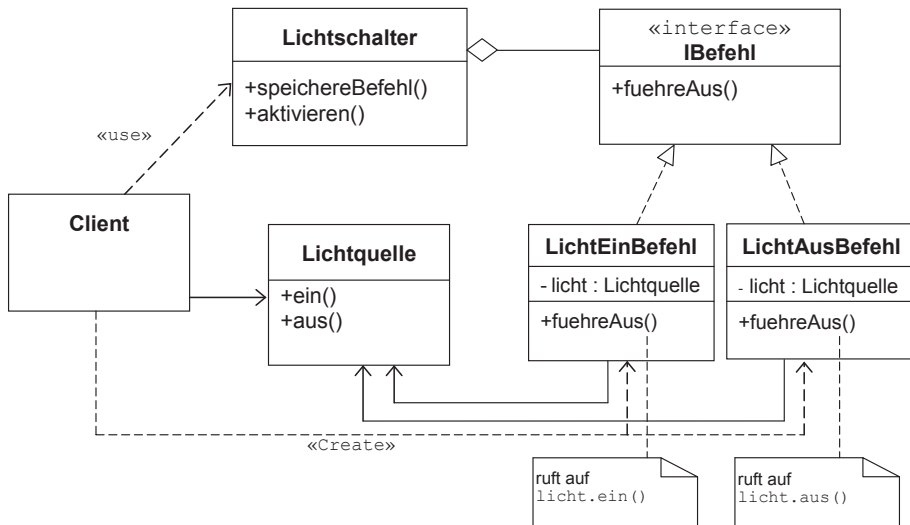 Lichtschalter
+speichereBefehl()
+aktivieren()
«interface»
IBefehl
+fuehreAus()
«use»
Client
Lichtquelle
+ein()
+aus()
LichtEinBefehl
- licht : Lichtquelle
+fuehreAus()
LichtAusBefehl
- licht : Lichtquelle
+fuehreAus()
«Create»
ruft auf
licht.ein()
ruft auf
licht.aus()